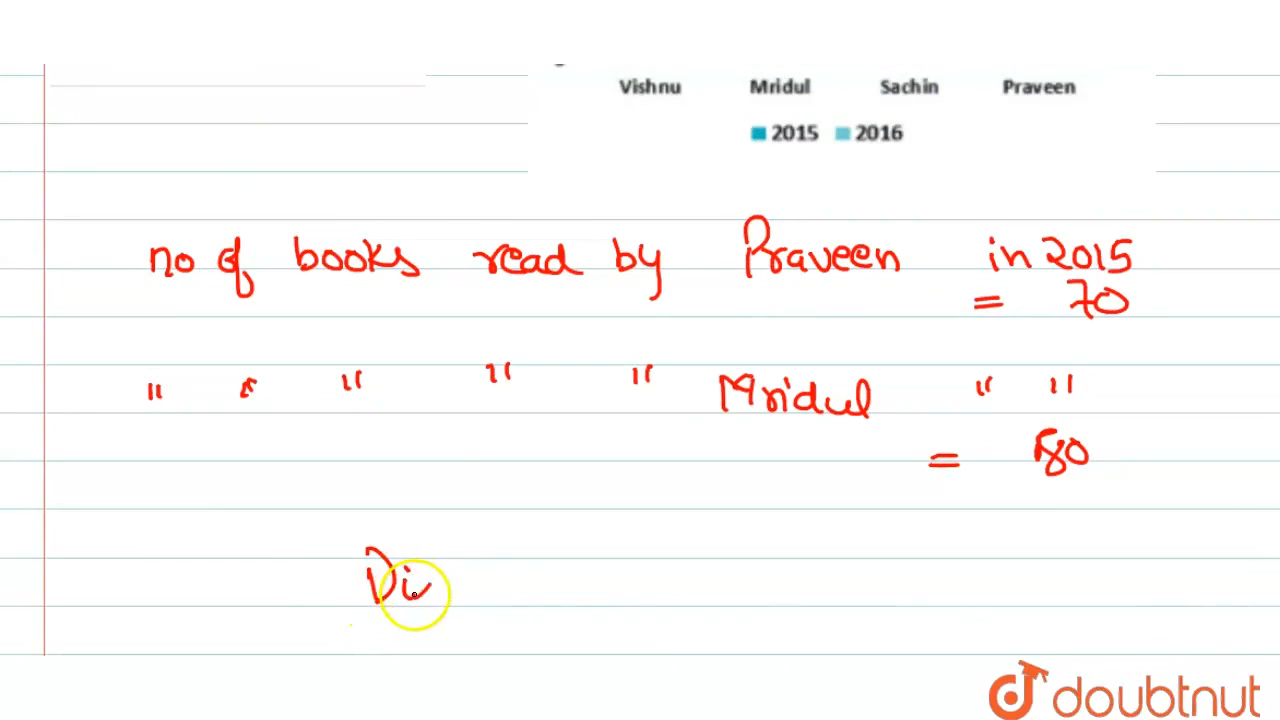 Vishnu Mridul Sachin Praveen
2015 2016
no of books read by Praveen in 2015
= 70
" " " " " Mridul " "
= 80
Di
doubtnut